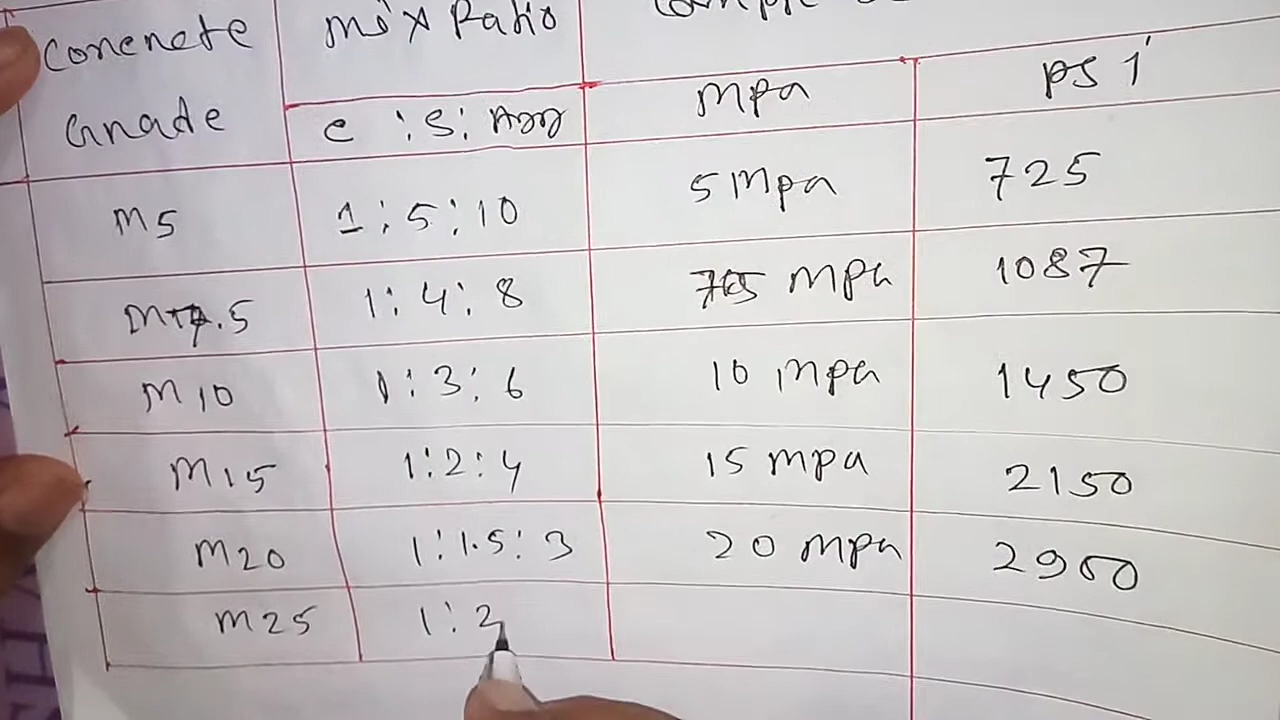 Concrete mix Ratio
Grade C : S : Agg mpa psi
M5 1 : 5 : 10 5 Mpa 725
M7.5 1 : 4 : 8 7.5 mpa 1087
M10 1 : 3 : 6 10 mpa 1450
M15 1 : 2 : 4 15 mpa 2150
M20 1 : 1.5 : 3 20 mpa 2900
M25 1 : 2